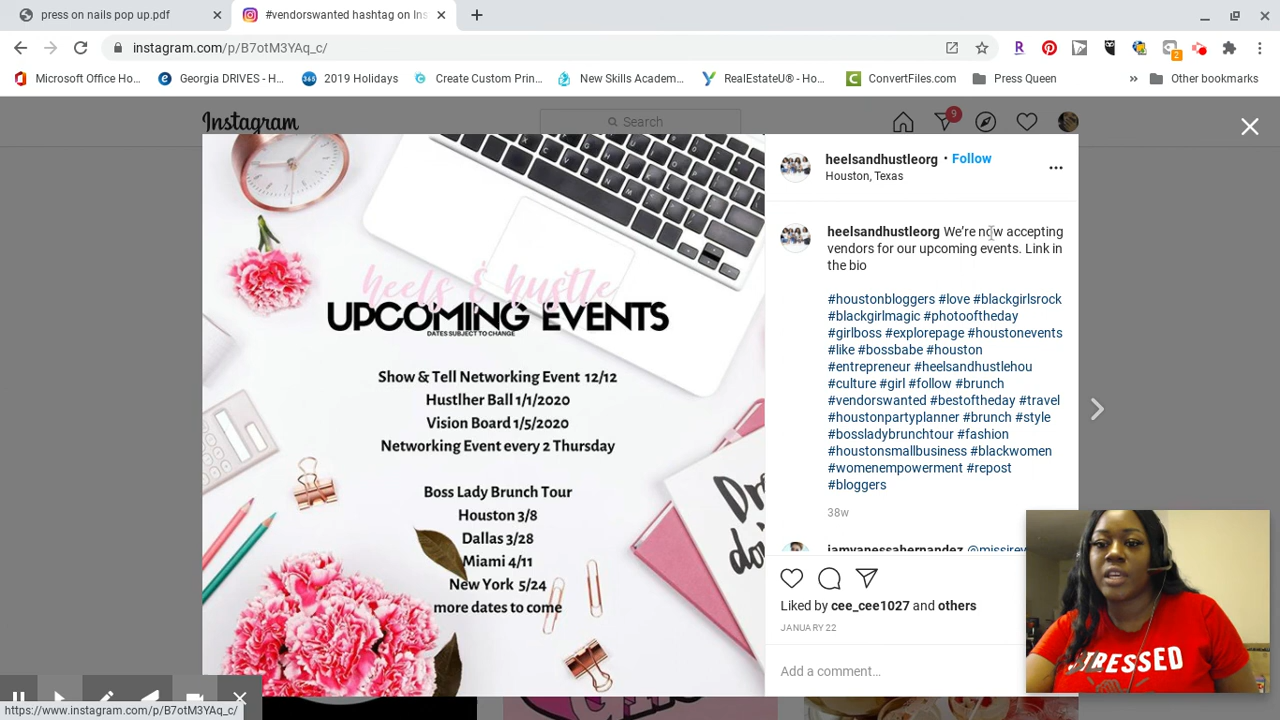 press on nails pop up.pdf
#vendorswanted hashtag on Ins
instagram.com/p/B7otM3YAq_c/
2
Microsoft Office Ho...
Georgia DRIVES - H...
2019 Holidays
Create Custom Prin...
New Skills Academ...
RealEstateU® - Ho...
ConvertFiles.com
Press Queen
Other bookmarks
Instagram
Search
9
heels & hustle
UPCOMING EVENTS
DATES SUBJECT TO CHANGE
Show & Tell Networking Event 12/12
Hustlher Ball 1/1/2020
Vision Board 1/5/2020
Networking Event every 2 Thursday
Boss Lady Brunch Tour
Houston 3/8
Dallas 3/28
Miami 4/11
New York 5/24
more dates to come
heelsandhustleorg • Follow
Houston, Texas
heelsandhustleorg We're now accepting
vendors for our upcoming events. Link in
the bio
#houstonbloggers #love #blackgirlsrock
#blackgirlmagic #photooftheday
#girlboss #explorepage #houstonevents
#like #bossbabe #houston
#entrepreneur #heelsandhustlehou
#culture #girl #follow #brunch
#vendorswanted #bestoftheday #travel
#houstonpartyplanner #brunch #style
#bossladybrunchtour #fashion
#houstonsmallbusiness #blackwomen
#womenempowerment #repost
#bloggers
38w
iamvanessahernandez
Liked by cee_cee1027 and others
JANUARY 22
Add a comment...
STRESSED
https://www.instagram.com/p/B7otM3YAq_c/